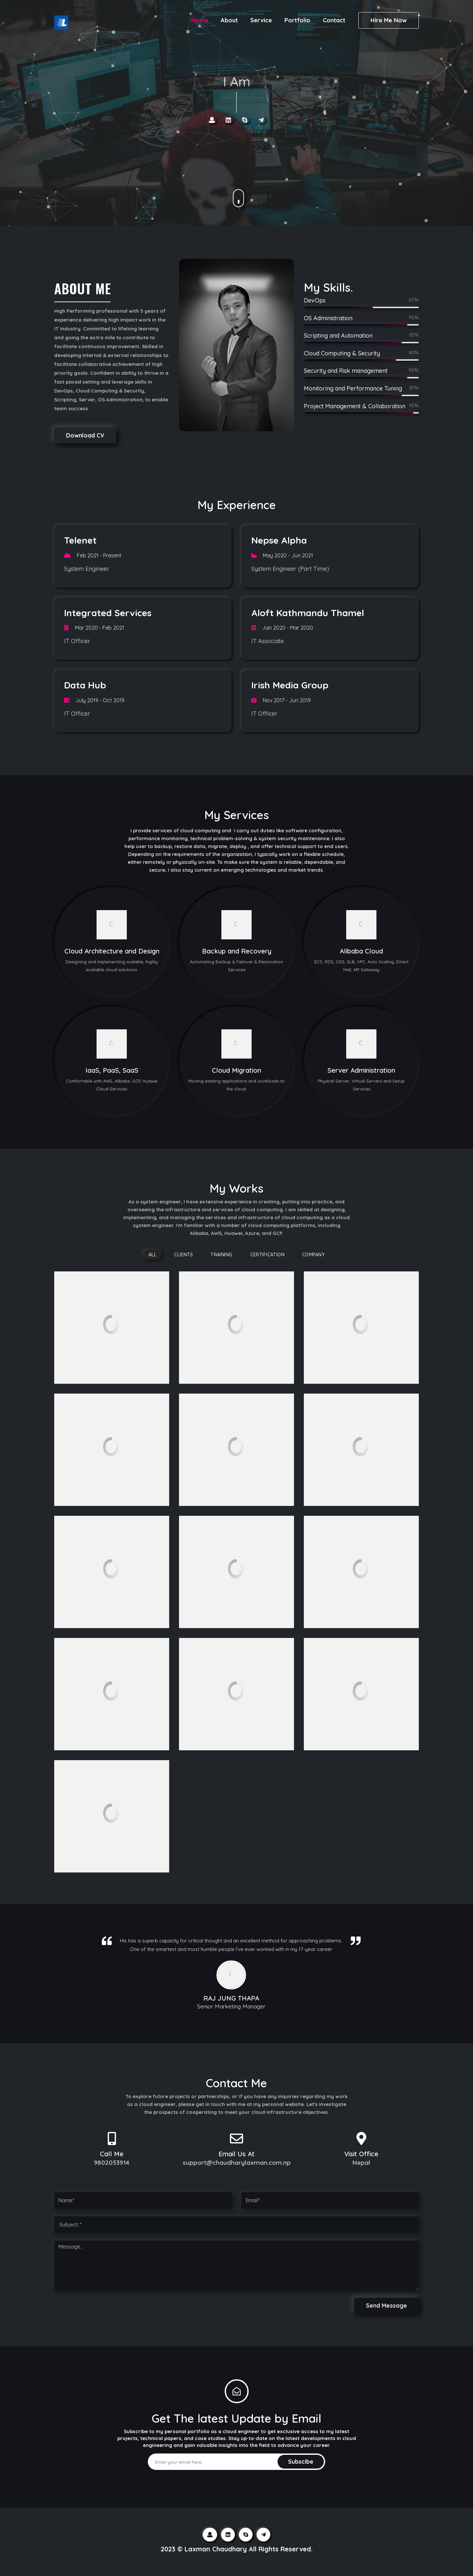 Home
About
Service
Portfolio
Contact
Hire Me Now
I Am
ABOUT ME
High Performing professional with 5 years of
experience delivering high impact work in the
IT Industry. Committed to lifelong learning
and going the extra mile to contribute to
facilitate continuous improvement. Skilled in
developing internal & external relationships to
facilitate collaborative achievement of high
priority goals. Confident in ability to thrive in a
fast paced setting and leverage skills in
DevOps, Cloud Computing & Security,
Scripting, Server, OS Administration, to enable
team success
Download CV
My Skills.
DevOps 60%
OS Administration 90%
Scripting and Automation
Cloud Computing & Security
Security and Risk management
Monitoring and Performance Tuning
Project Management & Collaboration 95%
My Experience
Telenet
Feb 2021 - Present
System Engineer
Nepse Alpha
May 2020 - Jun 2021
System Engineer (Part Time)
Integrated Services
Mar 2020 - Feb 2021
IT Officer
Aloft Kathmandu Thamel
Jan 2020 - Mar 2020
IT Associate
Data Hub
July 2019 - Oct 2019
IT Officer
Irish Media Group
Nov 2017 - Jun 2019
IT Officer
My Services
I provide services of cloud computing and I carry out duties like software configuration,
performance monitoring, technical problem-solving & system security maintenance. I also
help user to backup, restore data, migrate, deploy , and offer technical support to end users.
Depending on the requirements of the organization, I typically work on a flexible schedule,
either remotely or physically on-site. To make sure the system is reliable, dependable, and
secure, I also stay current on emerging technologies and market trends.
Cloud Architecture and Design
Designing and implementing scalable, highly
available cloud solutions.
Backup and Recovery
Automating Backup & Failover & Restoration
Services
Alibaba Cloud
ECS, RDS, OSS, SLB, VPC, Auto Scaling, Direct
Mail, API Gateway
IaaS, PaaS, SaaS
Comfortable with AWS, Alibaba, GCP, Huawei
Cloud Services
Cloud Migration
Moving existing applications and workloads to
the cloud
Server Administration
Physical Server, Virtual Servers and Setup
Services
My Works
As a system engineer, I have extensive experience in creating, putting into practice, and
overseeing the infrastructure and services of cloud computing. I am skilled at designing,
implementing, and managing the services and infrastructure of cloud computing as a cloud
system engineer. I'm familiar with a number of cloud computing platforms, including
Alibaba, AWS, Huawei, Azure, and GCP.
ALL
CLIENTS
TRAINING
CERTIFICATION
COMPANY
His has a superb capacity for critical thought and an excellent method for approaching problems.
One of the smartest and most humble people I've ever worked with in my 17-year career
RAJ JUNG THAPA
Senior Marketing Manager
Contact Me
To explore future projects or partnerships, or if you have any inquiries regarding my work
as a cloud engineer, please get in touch with me at my personal website. Let's investigate
the prospects of cooperating to meet your cloud infrastructure objectives.
Call Me
9802053914
Email Us At
support@chaudharylaxman.com.np
Visit Office
Nepal
Name*
Email*
Subject..*
Message..
Send Message
Get The latest Update by Email
Subscribe to my personal portfolio as a cloud engineer to get exclusive access to my latest
projects, technical papers, and case studies. Stay up-to-date on the latest developments in cloud
engineering and gain valuable insights into the field to advance your career.
Enter your email here
Subscibe
2023 © Laxman Chaudhary All Rights Reserved.